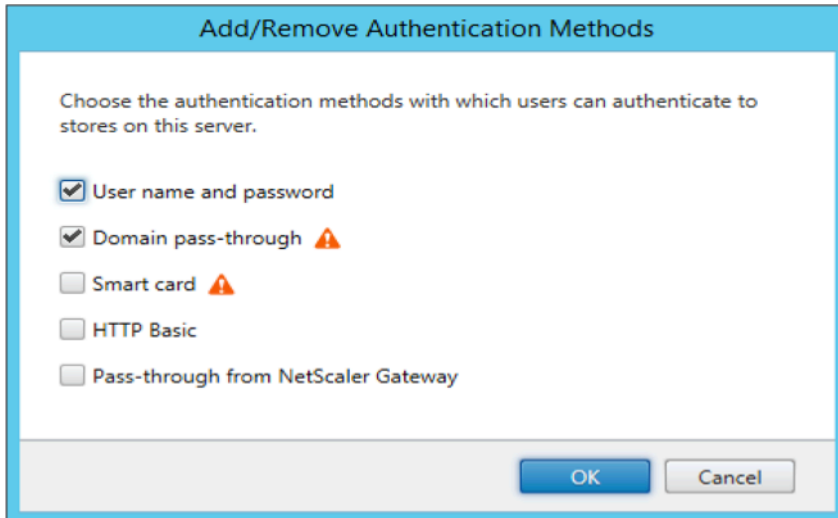 Add/Remove Authentication Methods
Choose the authentication methods with which users can authenticate to
stores on this server.
User name and password
Domain pass-through
Smart card
HTTP Basic
Pass-through from NetScaler Gateway
OK
Cancel